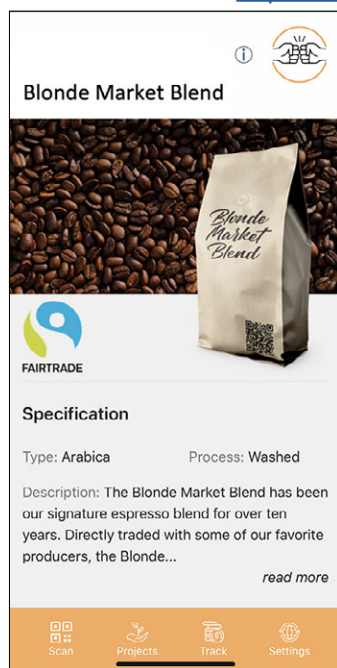 Blonde Market Blend
Blonde
Market
Blend
FAIRTRADE
Specification
Type: Arabica
Process: Washed
Description: The Blonde Market Blend has been
our signature espresso blend for over ten
years. Directly traded with some of our favorite
producers, the Blonde...
read more
Scan
Projects
Track
Settings